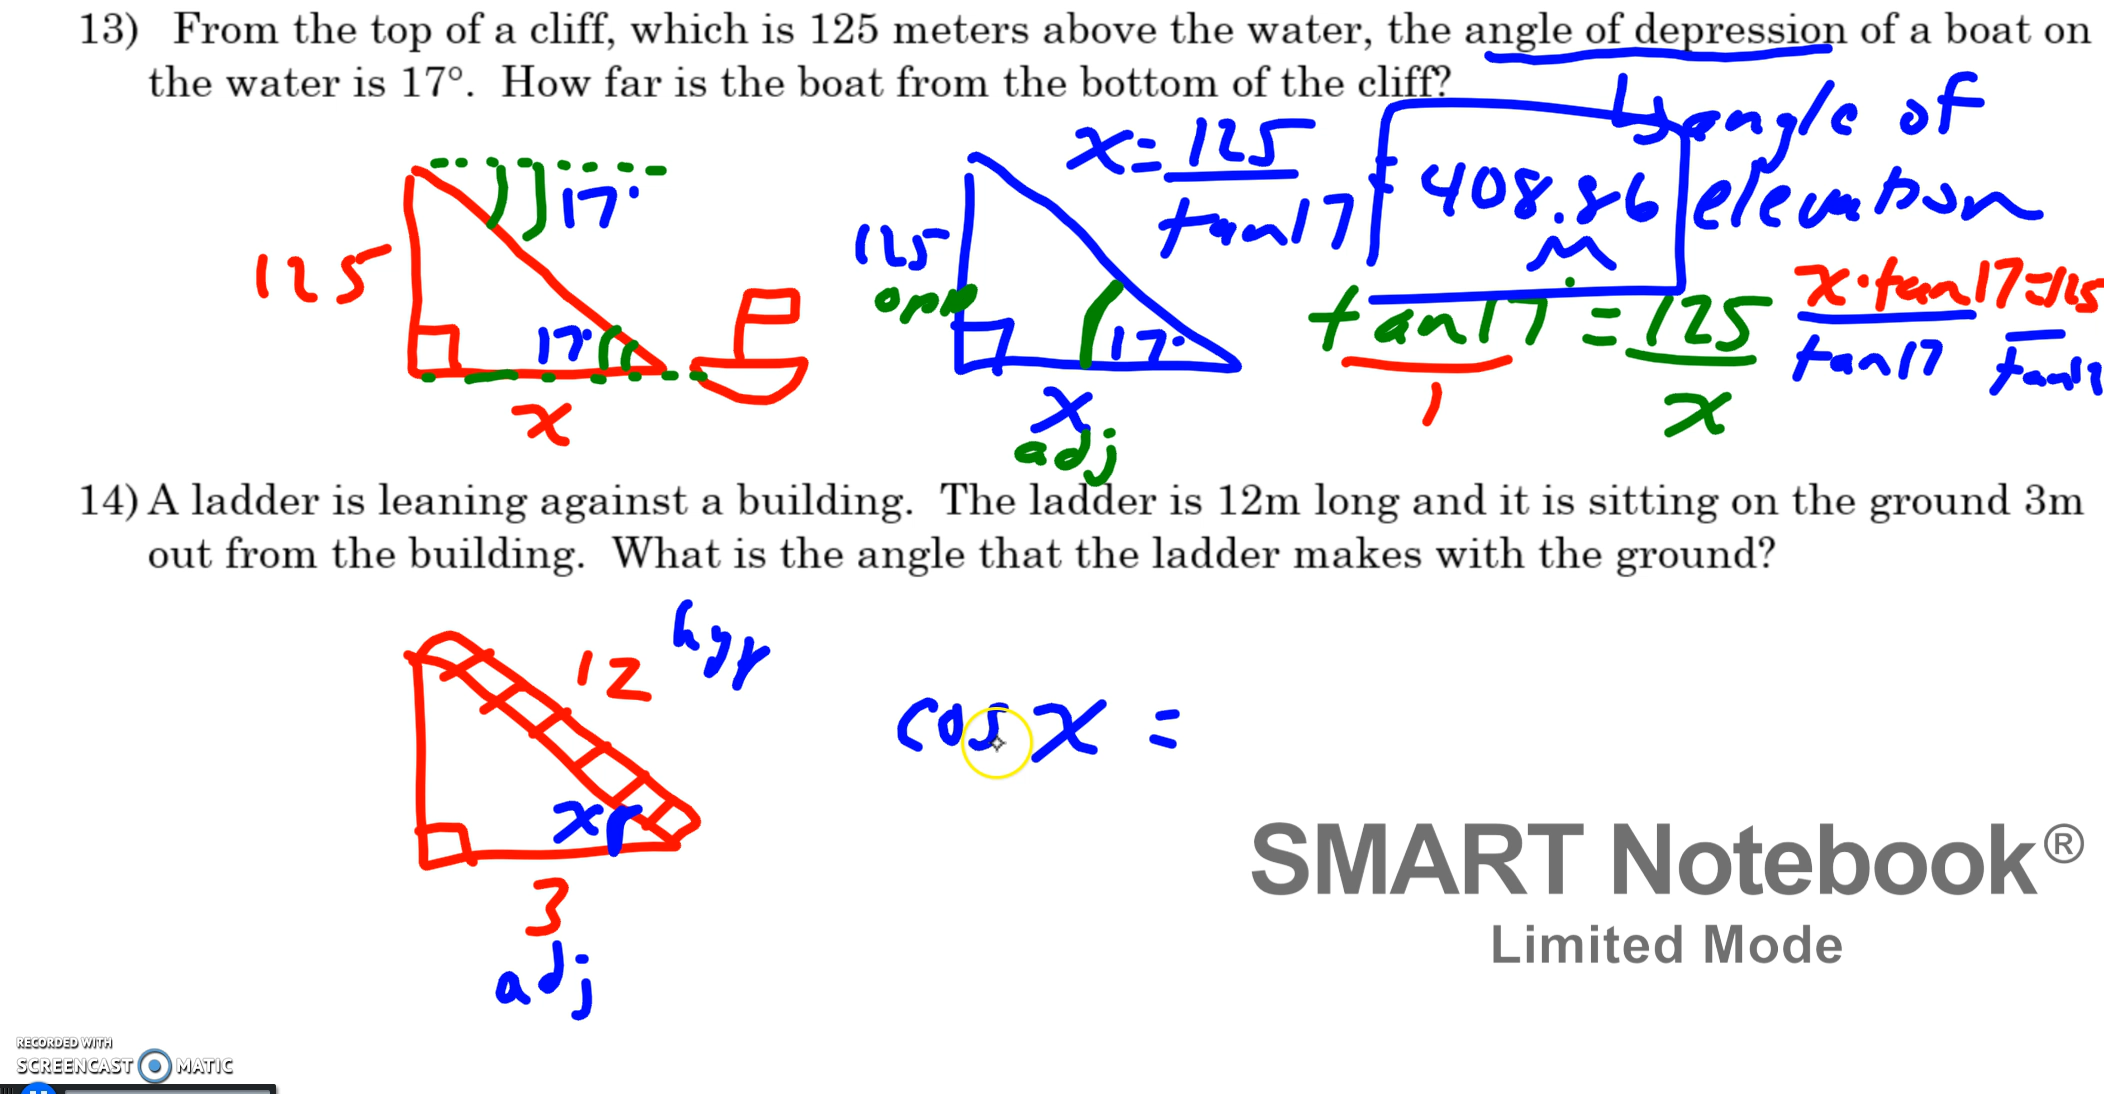 13) From the top of a cliff, which is 125 meters above the water, the angle of depression of a boat on
the water is 17°. How far is the boat from the bottom of the cliff?
↳ angle of
elevation
17°
125
17°
x
125
opp
17°
x
adj
x = 125
tan17
= 408.86
m
tan17° = 125
1
x
x·tan17=125
tan17
tan17
14) A ladder is leaning against a building. The ladder is 12m long and it is sitting on the ground 3m
out from the building. What is the angle that the ladder makes with the ground?
12
hyp
x
3
adj
cos x =
SMART Notebook®
Limited Mode
RECORDED WITH
SCREENCAST MATIC